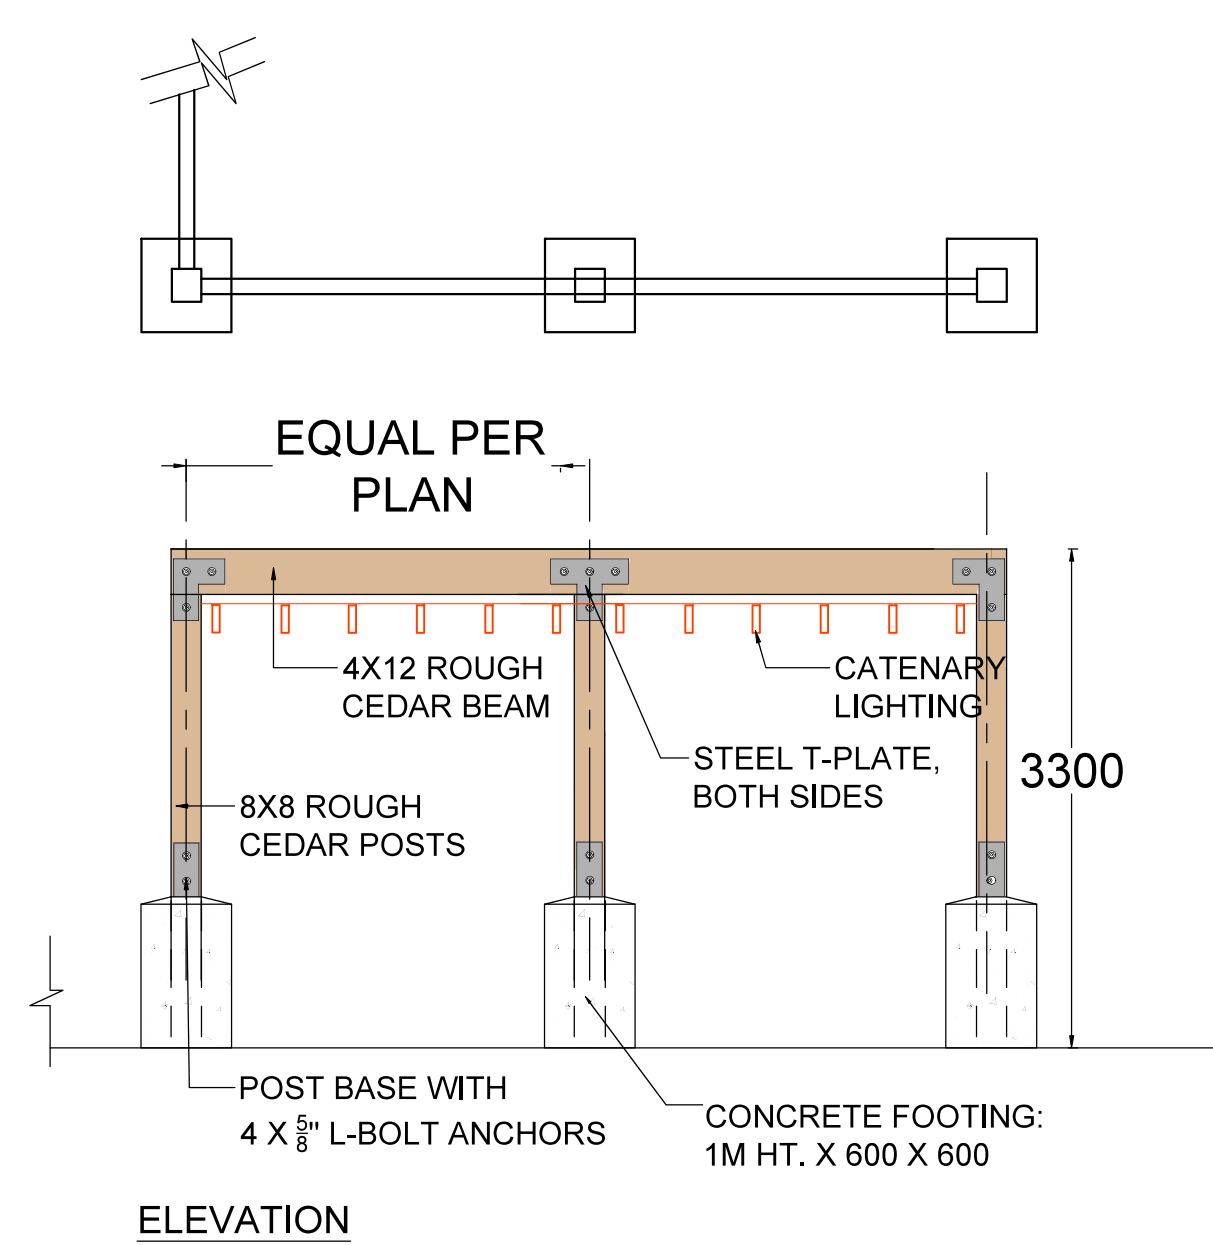 EQUAL PER
PLAN
4X12 ROUGH
CEDAR BEAM
CATENARY
LIGHTING
STEEL T-PLATE,
BOTH SIDES
3300
8X8 ROUGH
CEDAR POSTS
POST BASE WITH
4 X 5/8" L-BOLT ANCHORS
CONCRETE FOOTING:
1M HT. X 600 X 600
ELEVATION